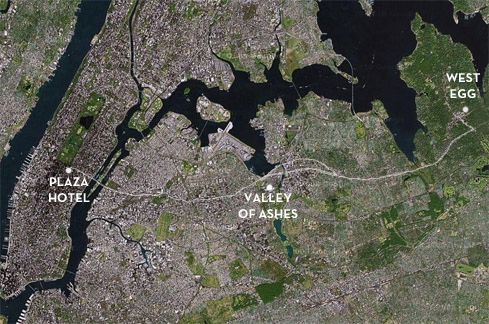 WEST
EGG
PLAZA
HOTEL
VALLEY
OF ASHES